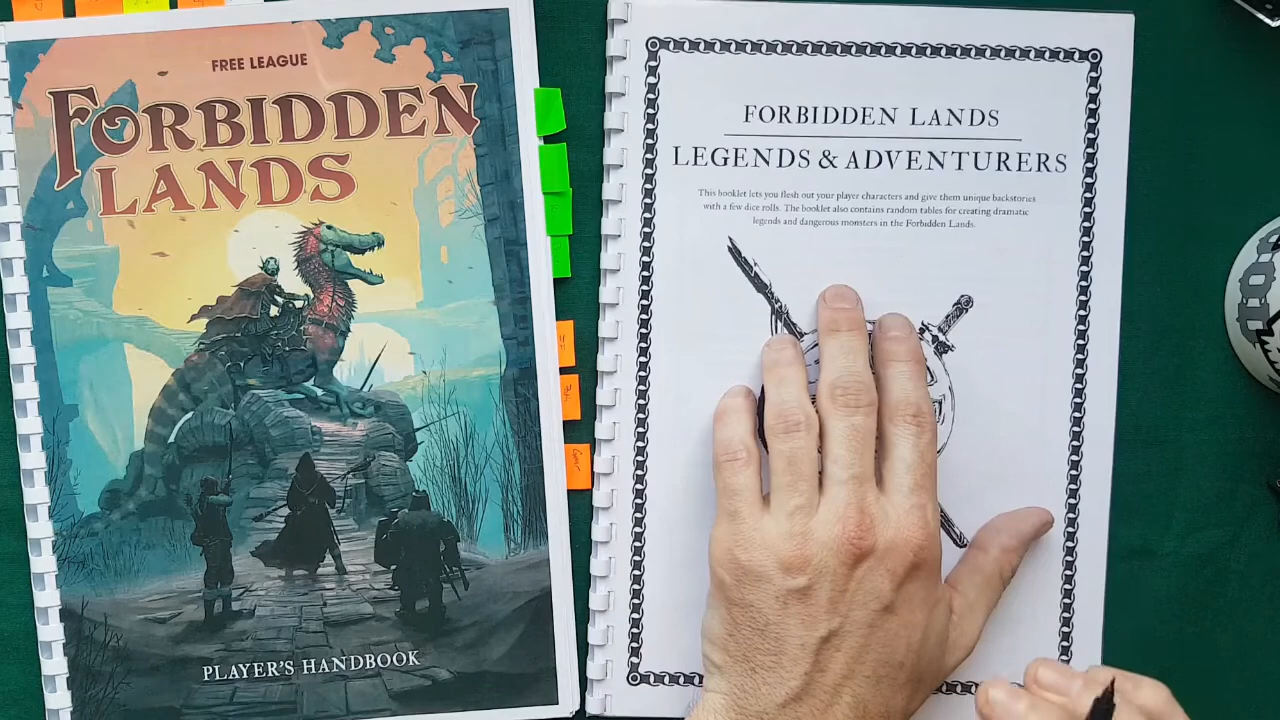 FREE LEAGUE
FORBIDDEN
LANDS
PLAYER'S HANDBOOK
FORBIDDEN LANDS
LEGENDS & ADVENTURERS
This booklet lets you flesh out your player characters and give them unique backstories
with a few dice rolls. The booklet also contains random tables for creating dramatic
legends and dangerous monsters in the Forbidden Lands.